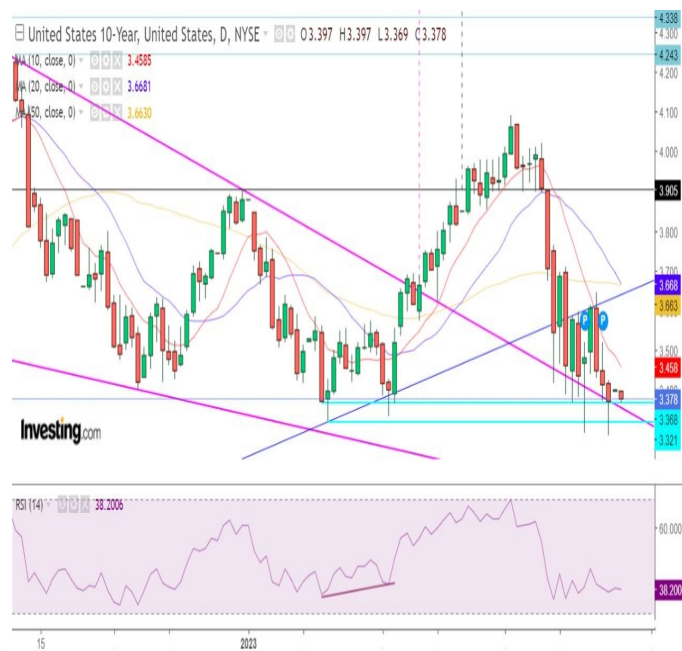 United States 10-Year, United States, D, NYSE O3.397 H3.397 L3.369 C3.378
MA (10, close, 0) 3.4585
MA (20, close, 0) 3.6681
MA (50, close, 0) 3.6630
4.338
4.300
4.243
4.200
4.100
4.000
3.905
3.800
3.700
3.668
3.663
3.500
3.458
3.378
3.368
3.321
P P
Investing.com
RSI (14) 38.2006
60.000
38.200
15 2023